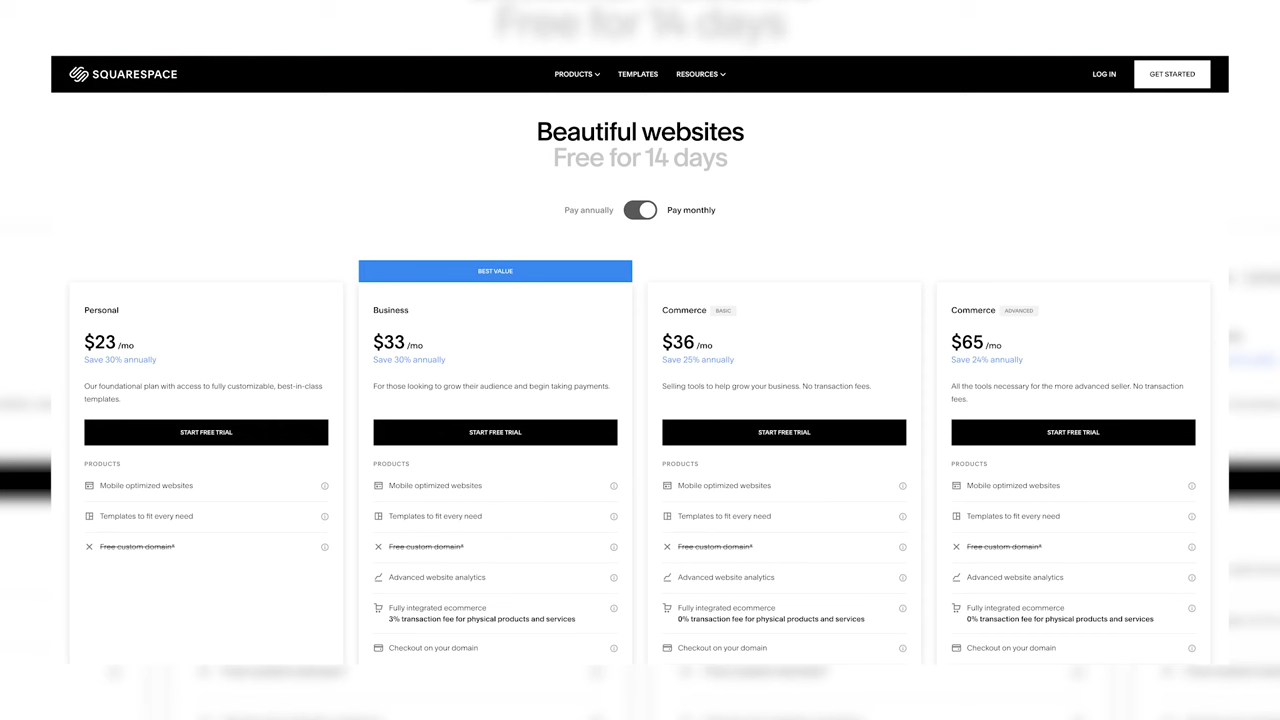 Free for 14 days
SQUARESPACE
PRODUCTS
TEMPLATES
RESOURCES
LOG IN
GET STARTED
Beautiful websites
Free for 14 days
Pay annually
Pay monthly
BEST VALUE
Personal
$23 /mo
Save 30% annually
Our foundational plan with access to fully customizable, best-in-class
templates.
START FREE TRIAL
PRODUCTS
Mobile optimized websites
Templates to fit every need
Free custom domain*
Business
$33 /mo
Save 30% annually
For those looking to grow their audience and begin taking payments.
START FREE TRIAL
PRODUCTS
Mobile optimized websites
Templates to fit every need
Free custom domain*
Advanced website analytics
Fully integrated ecommerce
3% transaction fee for physical products and services
Checkout on your domain
Commerce BASIC
$36 /mo
Save 25% annually
Selling tools to help grow your business. No transaction fees.
START FREE TRIAL
PRODUCTS
Mobile optimized websites
Templates to fit every need
Free custom domain*
Advanced website analytics
Fully integrated ecommerce
0% transaction fee for physical products and services
Checkout on your domain
Commerce ADVANCED
$65 /mo
Save 24% annually
All the tools necessary for the more advanced seller. No transaction
fees.
START FREE TRIAL
PRODUCTS
Mobile optimized websites
Templates to fit every need
Free custom domain*
Advanced website analytics
Fully integrated ecommerce
0% transaction fee for physical products and services
Checkout on your domain